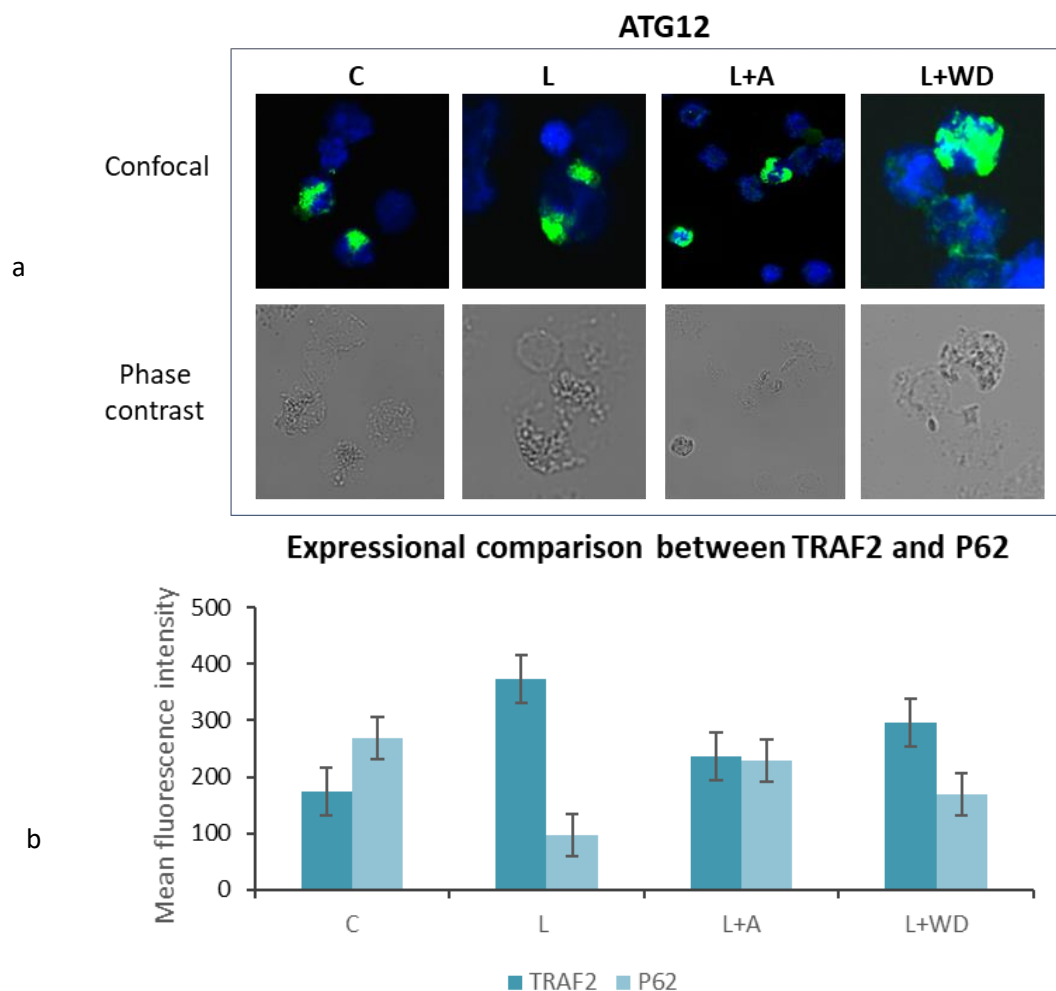 ATG12
C L L+A L+WD
Confocal
a
Phase
contrast
Expressional comparison between TRAF2 and P62
Mean fluorescence intensity
500
400
300
200
100
0
b
C L L+A L+WD
TRAF2 P62